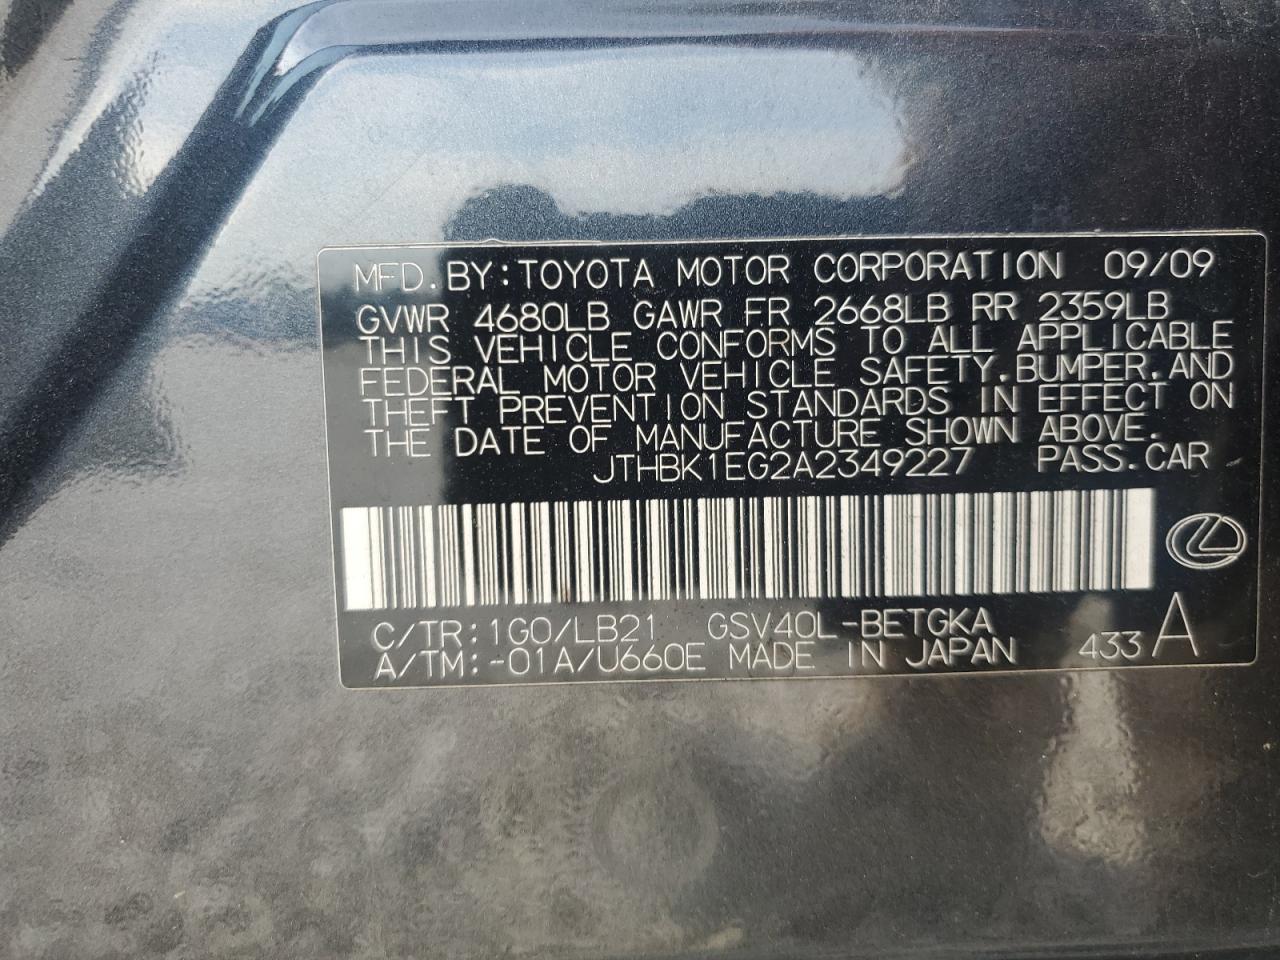 MFD. BY: TOYOTA MOTOR CORPORATION 09/09
GVWR 4680LB GAWR FR 2668LB RR 2359LB
THIS VEHICLE CONFORMS TO ALL APPLICABLE
FEDERAL MOTOR VEHICLE SAFETY, BUMPER, AND
THEFT PREVENTION STANDARDS IN EFFECT ON
THE DATE OF MANUFACTURE SHOWN ABOVE.
JTHBK1EG2A2349227 PASS. CAR
C/TR: 1G0/LB21 GSV40L-BETGKA
A/TM: -01A/U660E MADE IN JAPAN 433 A